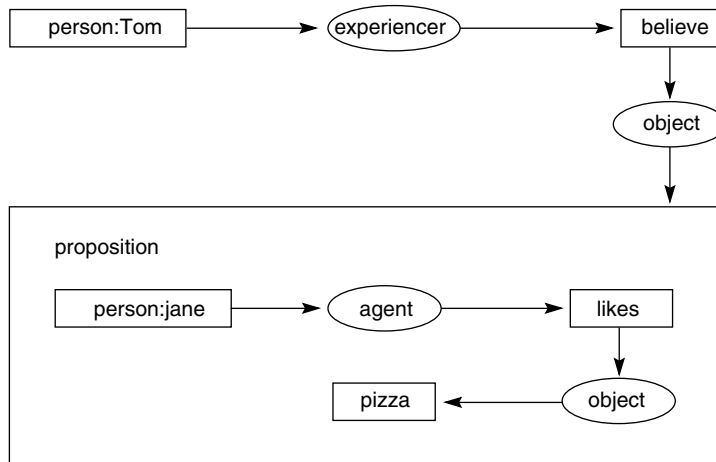 person:Tom
experiencer
believe
object
proposition
person:jane
agent
likes
pizza
object